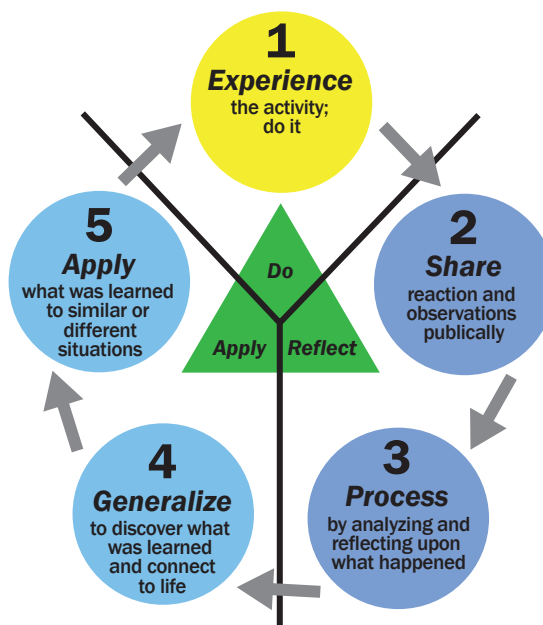 1
Experience
the activity;
do it
2
Share
reaction and
observations
publically
3
Process
by analyzing and
reflecting upon
what happened
4
Generalize
to discover what
was learned
and connect
to life
5
Apply
what was learned
to similar or
different
situations
Do
Apply
Reflect